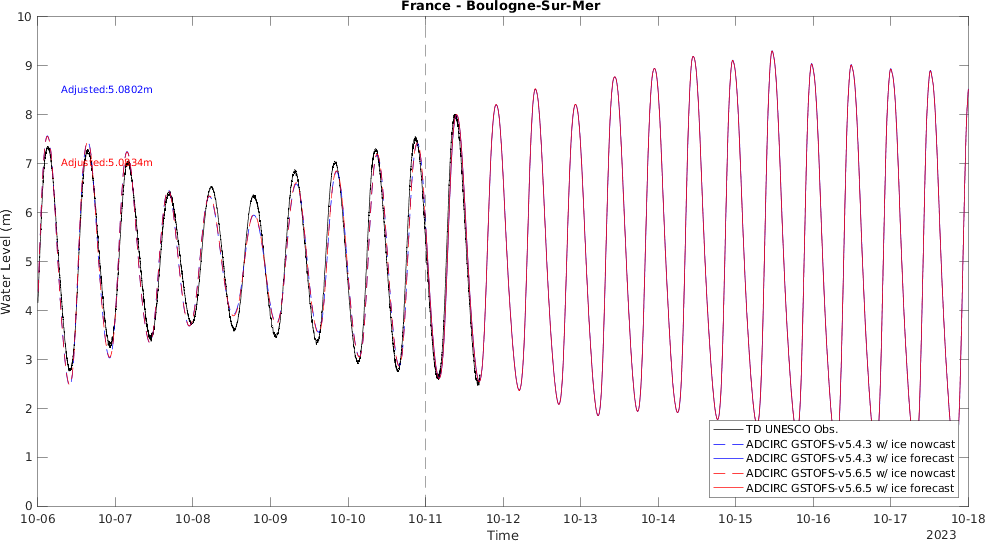 France - Boulogne-Sur-Mer
10
9
8
7
6
5
4
3
2
1
0
Water Level (m)
Adjusted:5.0802m
TD UNESCO Obs.
ADCIRC GSTOFS-v5.4.3 w/ ice nowcast
ADCIRC GSTOFS-v5.4.3 w/ ice forecast
ADCIRC GSTOFS-v5.6.5 w/ ice nowcast
ADCIRC GSTOFS-v5.6.5 w/ ice forecast
10-06 10-07 10-08 10-09 10-10 10-11 10-12 10-13 10-14 10-15 10-16 10-17 10-18
Time
2023